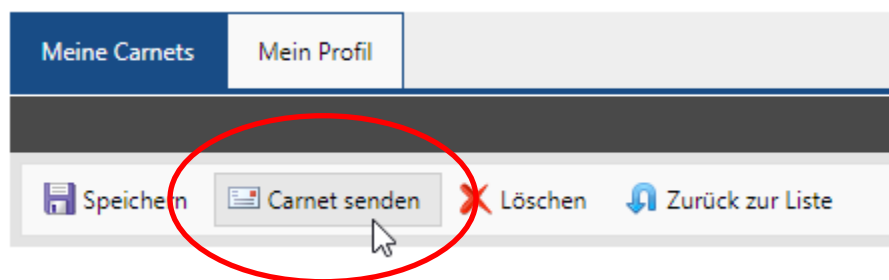 Meine Carnets Mein Profil
Speichern Carnet senden Löschen Zurück zur Liste